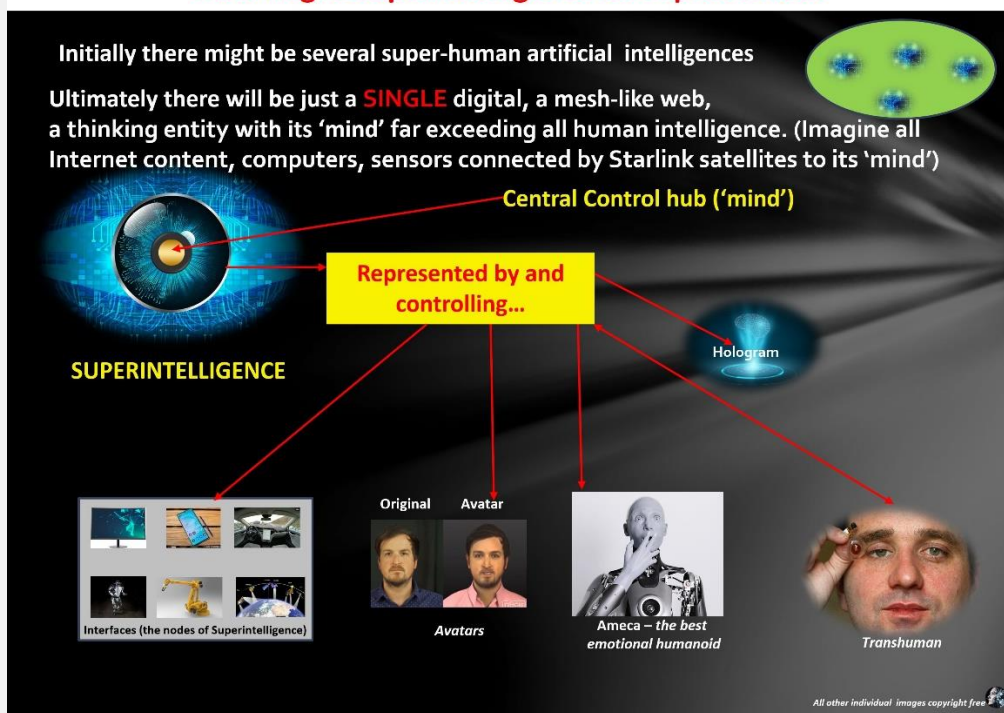 Initially there might be several super-human artificial intelligences
Ultimately there will be just a SINGLE digital, a mesh-like web,
a thinking entity with its ‘mind’ far exceeding all human intelligence. (Imagine all
Internet content, computers, sensors connected by Starlink satellites to its ‘mind’)
Central Control hub (‘mind’)
Represented by and
controlling…
SUPERINTELLIGENCE
Hologram
Interfaces (the nodes of Superintelligence)
Original
Avatar
Avatars
Ameca – the best
emotional humanoid
Transhuman
All other individual images copyright free